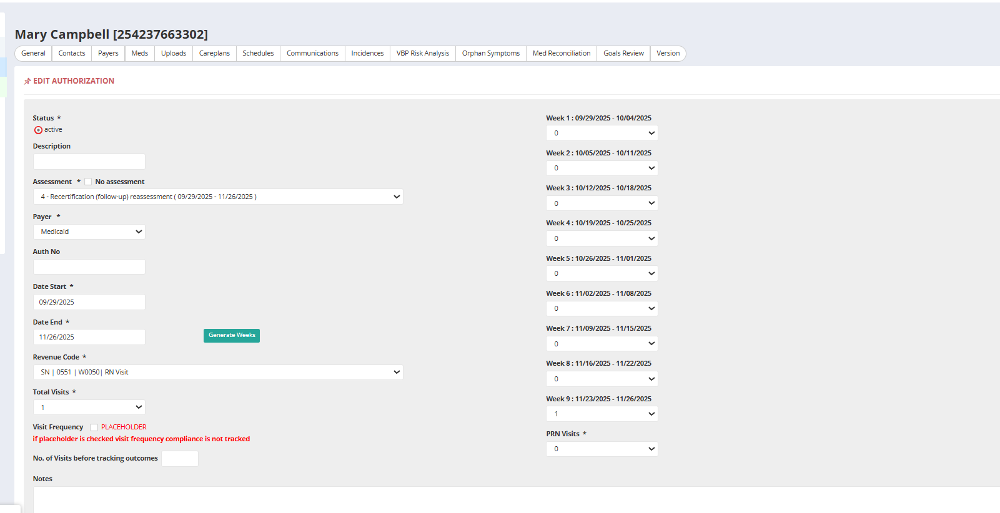 Mary Campbell [254237663302]
General Contacts Payers Meds Uploads Careplans Schedules Communications Incidences VBP Risk Analysis Orphan Symptoms Med Reconciliation Goals Review Version
EDIT AUTHORIZATION
Status *
active
Description
Assessment * No assessment
4 - Recertification (follow-up) reassessment ( 09/29/2025 - 11/26/2025 )
Payer *
Medicaid
Auth No
Date Start *
09/29/2025
Date End *
11/26/2025
Generate Weeks
Revenue Code *
SN | 0551 | W0050| RN Visit
Total Visits *
1
Visit Frequency PLACEHOLDER
if placeholder is checked visit frequency compliance is not tracked
No. of Visits before tracking outcomes
Notes
Week 1 : 09/29/2025 - 10/04/2025
0
Week 2 : 10/05/2025 - 10/11/2025
0
Week 3 : 10/12/2025 - 10/18/2025
0
Week 4 : 10/19/2025 - 10/25/2025
0
Week 5 : 10/26/2025 - 11/01/2025
0
Week 6 : 11/02/2025 - 11/08/2025
0
Week 7 : 11/09/2025 - 11/15/2025
0
Week 8 : 11/16/2025 - 11/22/2025
0
Week 9 : 11/23/2025 - 11/26/2025
1
PRN Visits *
0